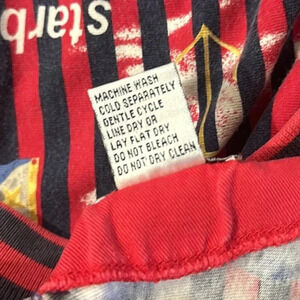 starb
MACHINE WASH
COLD SEPARATELY
GENTLE CYCLE
LINE DRY OR
LAY FLAT DRY
DO NOT BLEACH
DO NOT DRY CLEAN